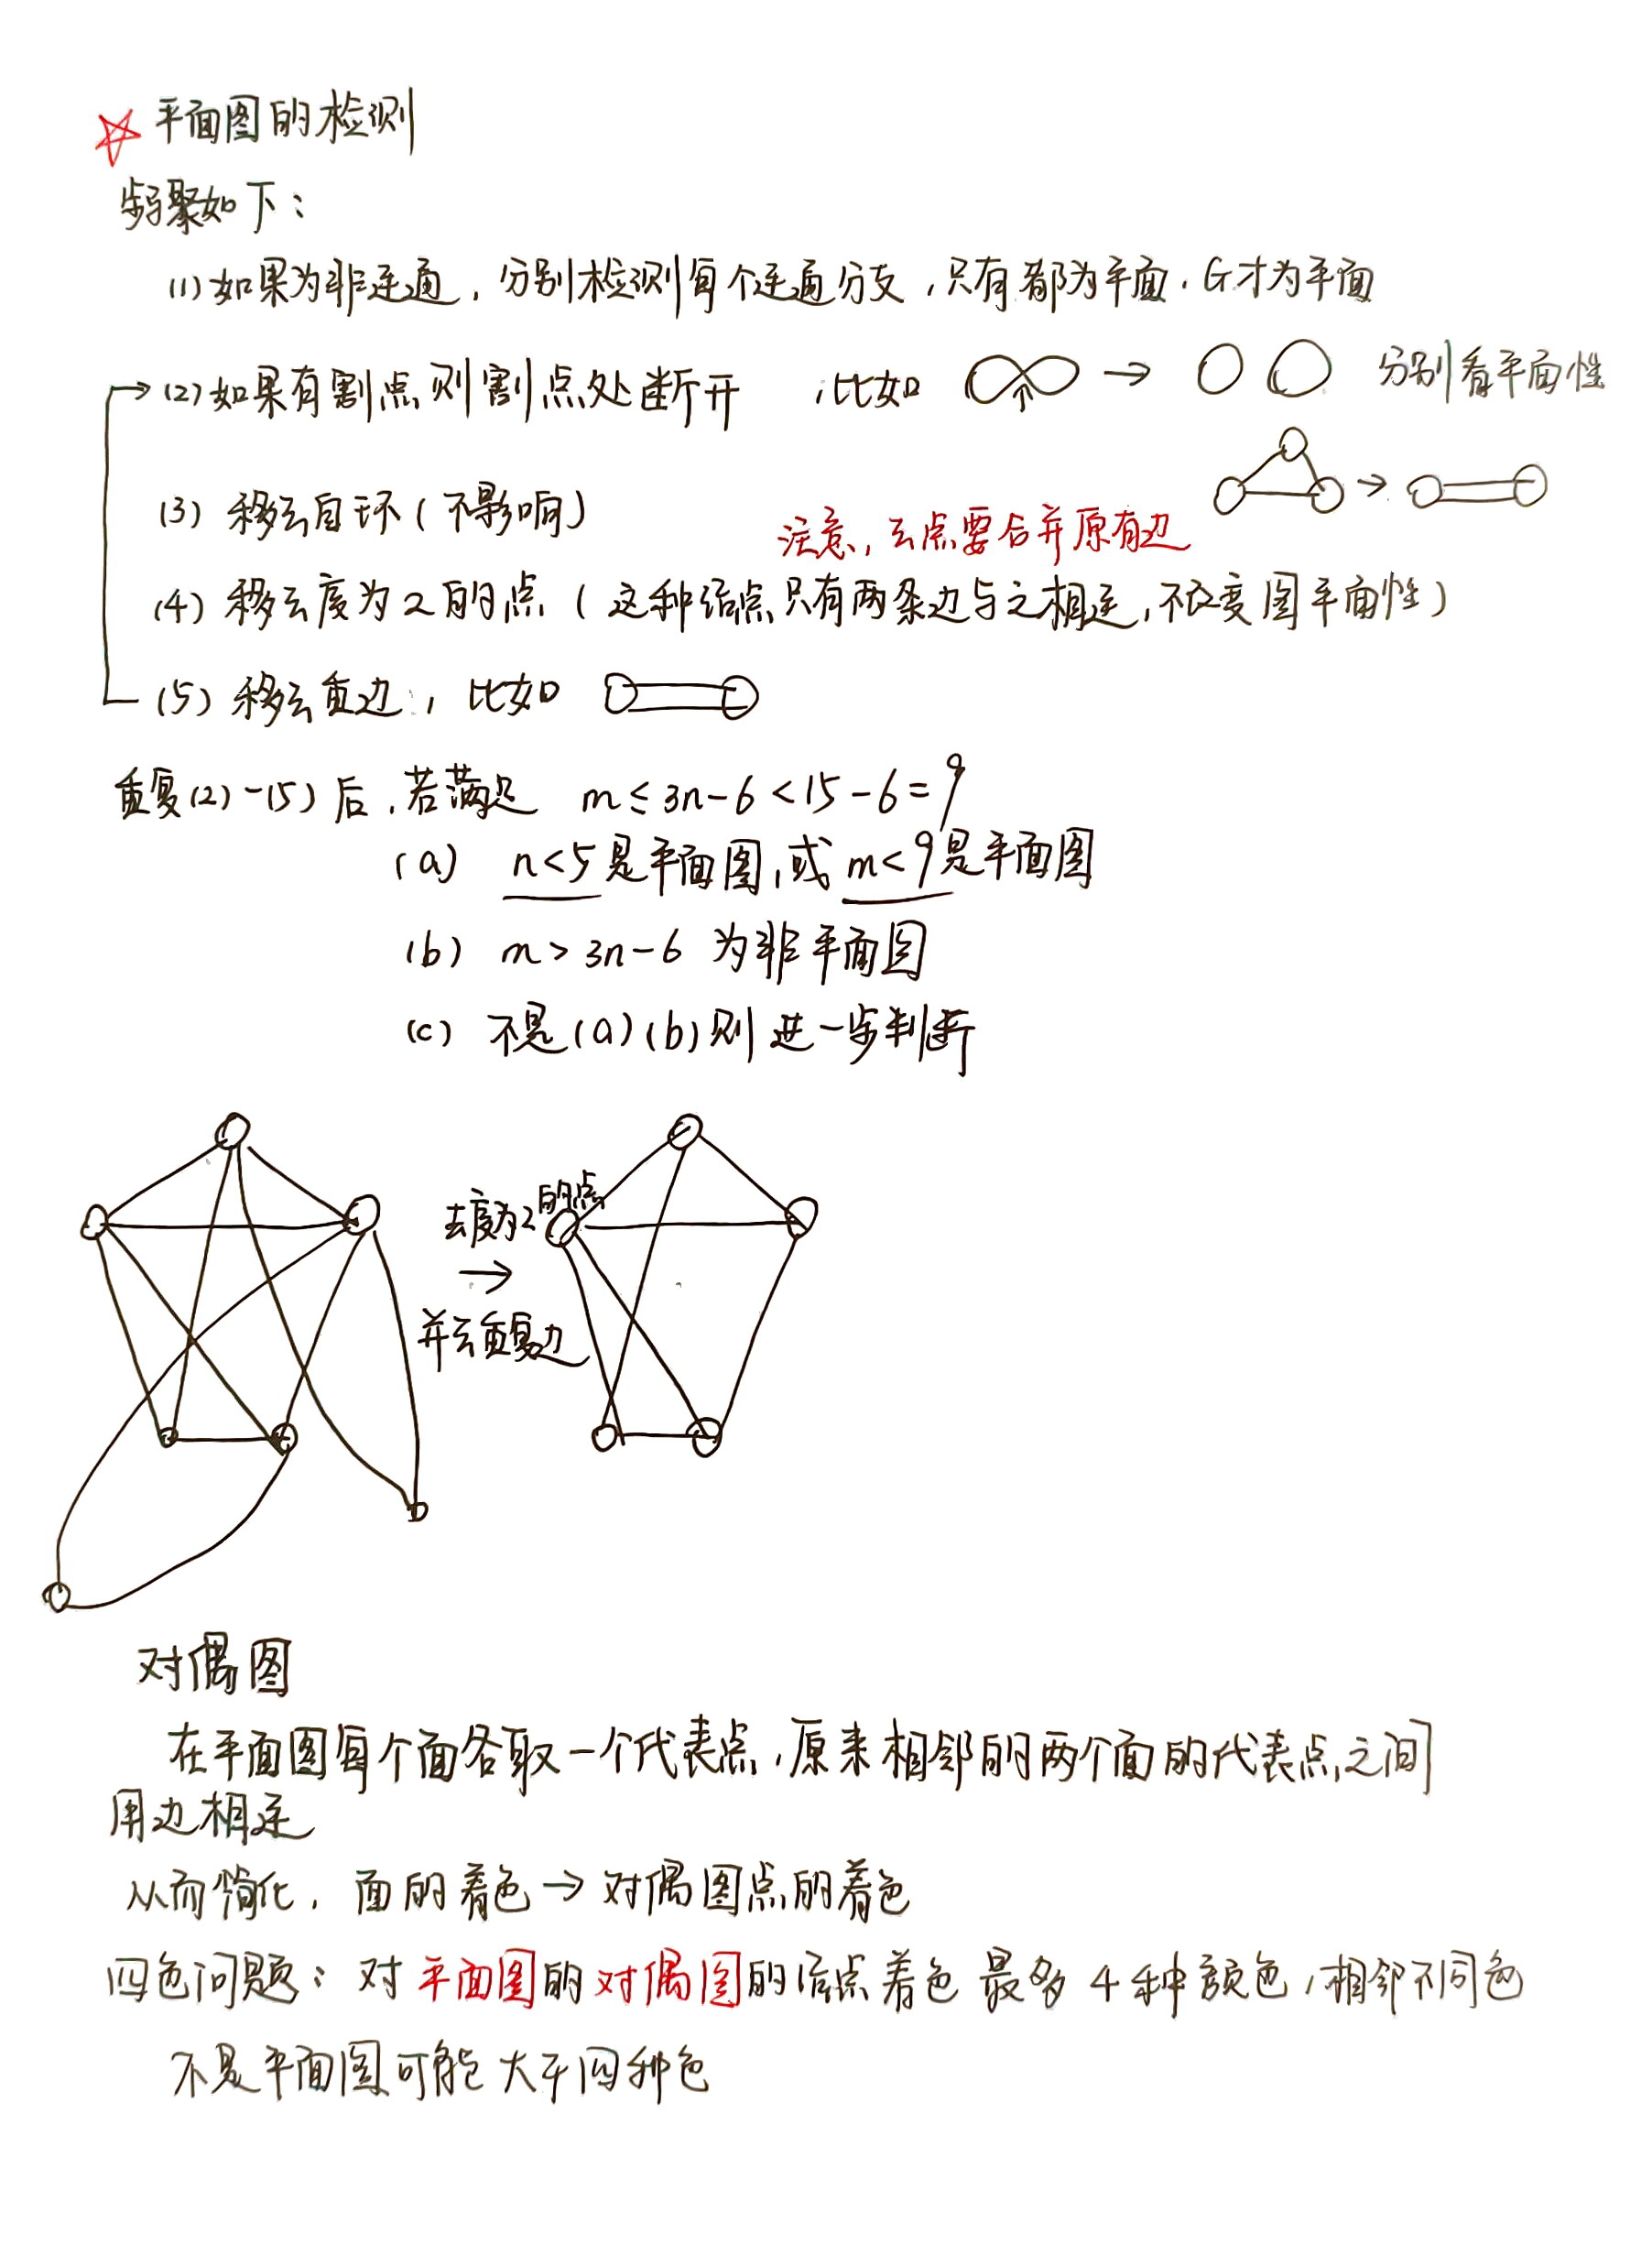 平面图的检测
步骤如下：
(1) 如果为非连通，分别检测每个连通分支，只有都为平面，G才为平面
(2) 如果有割点则割点处断开，比如 → 分别看平面性
(3) 移去自环(不影响)
→
注意，去点要合并原有边
(4) 移去度为2的点(这种结点只有两条边与之相连，不改变图平面性)
(5) 移去重边，比如
重复(2)-(5)后，若满足 m≤3n-6<15-6=9
(a) n<5是平面图，或m<9是平面图
(b) m>3n-6 为非平面图
(c) 不是(a)(b)则进一步判断
去度为2的点
→
并去重复边
对偶图
在平面图每个面各取一个代表点，原来相邻的两个面的代表点之间
用边相连
从而简化，面的着色→对偶图点的着色
四色问题：对平面图的对偶图的结点着色最多4种颜色，相邻不同色
不是平面图可能大于四种色